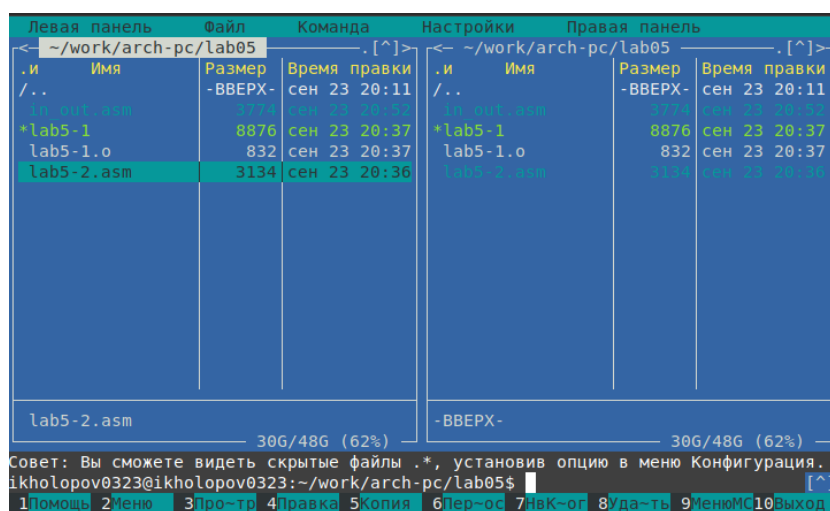 Левая панель Файл Команда Настройки Правая панель
<— ~/work/arch-pc/lab05 —.[^]>
<— ~/work/arch-pc/lab05 —.[^]>
.и Имя Размер Время правки .и Имя Размер Время правки
/.. -ВВЕРХ- сен 23 20:11 /.. -ВВЕРХ- сен 23 20:11
in_out.asm 3774 сен 23 20:52 in_out.asm 3774 сен 23 20:52
*lab5-1 8876 сен 23 20:37 *lab5-1 8876 сен 23 20:37
lab5-1.o 832 сен 23 20:37 lab5-1.o 832 сен 23 20:37
lab5-2.asm 3134 сен 23 20:36 lab5-2.asm 3134 сен 23 20:36
lab5-2.asm -ВВЕРХ-
30G/48G (62%) 30G/48G (62%)
Совет: Вы сможете видеть скрытые файлы .*, установив опцию в меню Конфигурация.
ikholopov0323@ikholopov0323:~/work/arch-pc/lab05$ [^]
1Помощь 2Меню 3Про~тр 4Правка 5Копия 6Пер~ос 7НвК~ог 8Уда~ть 9МенюМС 10Выход